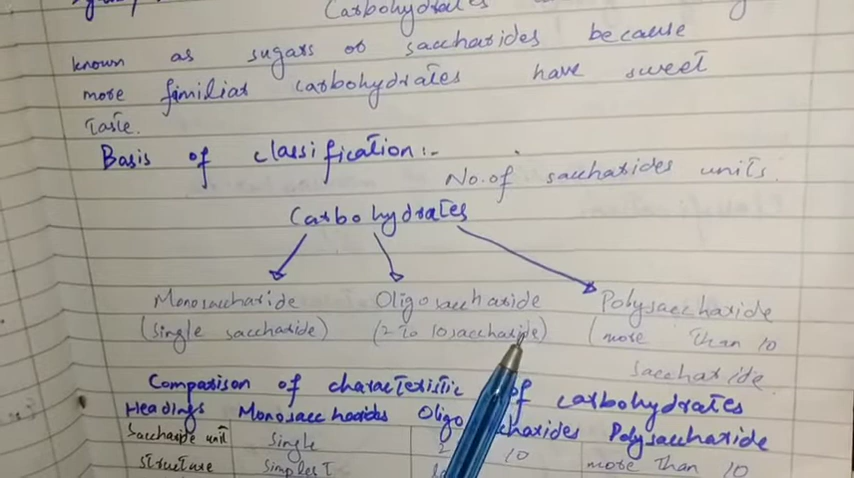 Carbohydrates
known as sugars or saccharides because
more fimiliar carbohydrates have sweet
Taste.
Basis of classification:-
No. of saccharides units.
Carbohydrates
Monosaccharide Oligosaccharide Polysaccharide
(single saccharide) (2 to 10 saccharide) (more Than 10
saccharide.
Comparison of characteristic of carbohydrates
Headings Monosaccharides Oligosaccharides Polysaccharide
Saccharide unit single 2 10 more Than 10
structure simplest